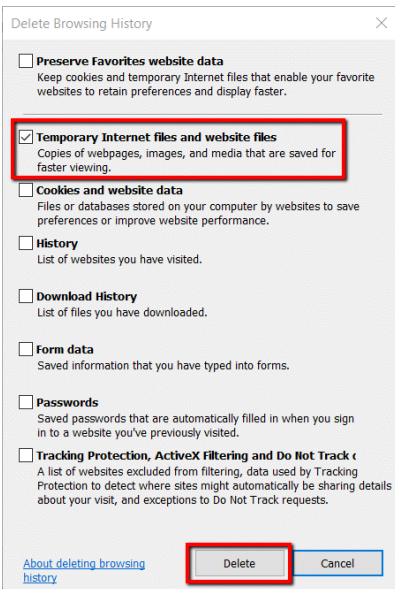 Delete Browsing History
Preserve Favorites website data
Keep cookies and temporary Internet files that enable your favorite
websites to retain preferences and display faster.
Temporary Internet files and website files
Copies of webpages, images, and media that are saved for
faster viewing.
Cookies and website data
Files or databases stored on your computer by websites to save
preferences or improve website performance.
History
List of websites you have visited.
Download History
List of files you have downloaded.
Form data
Saved information that you have typed into forms.
Passwords
Saved passwords that are automatically filled in when you sign
in to a website you've previously visited.
Tracking Protection, ActiveX Filtering and Do Not Track
A list of websites excluded from filtering, data used by Tracking
Protection to detect where sites might automatically be sharing details
about your visit, and exceptions to Do Not Track requests.
About deleting browsing
history
Delete
Cancel